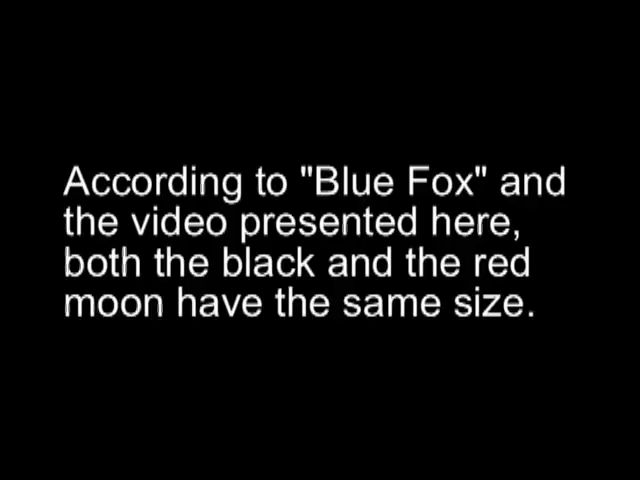 According to "Blue Fox" and
the video presented here,
both the black and the red
moon have the same size.